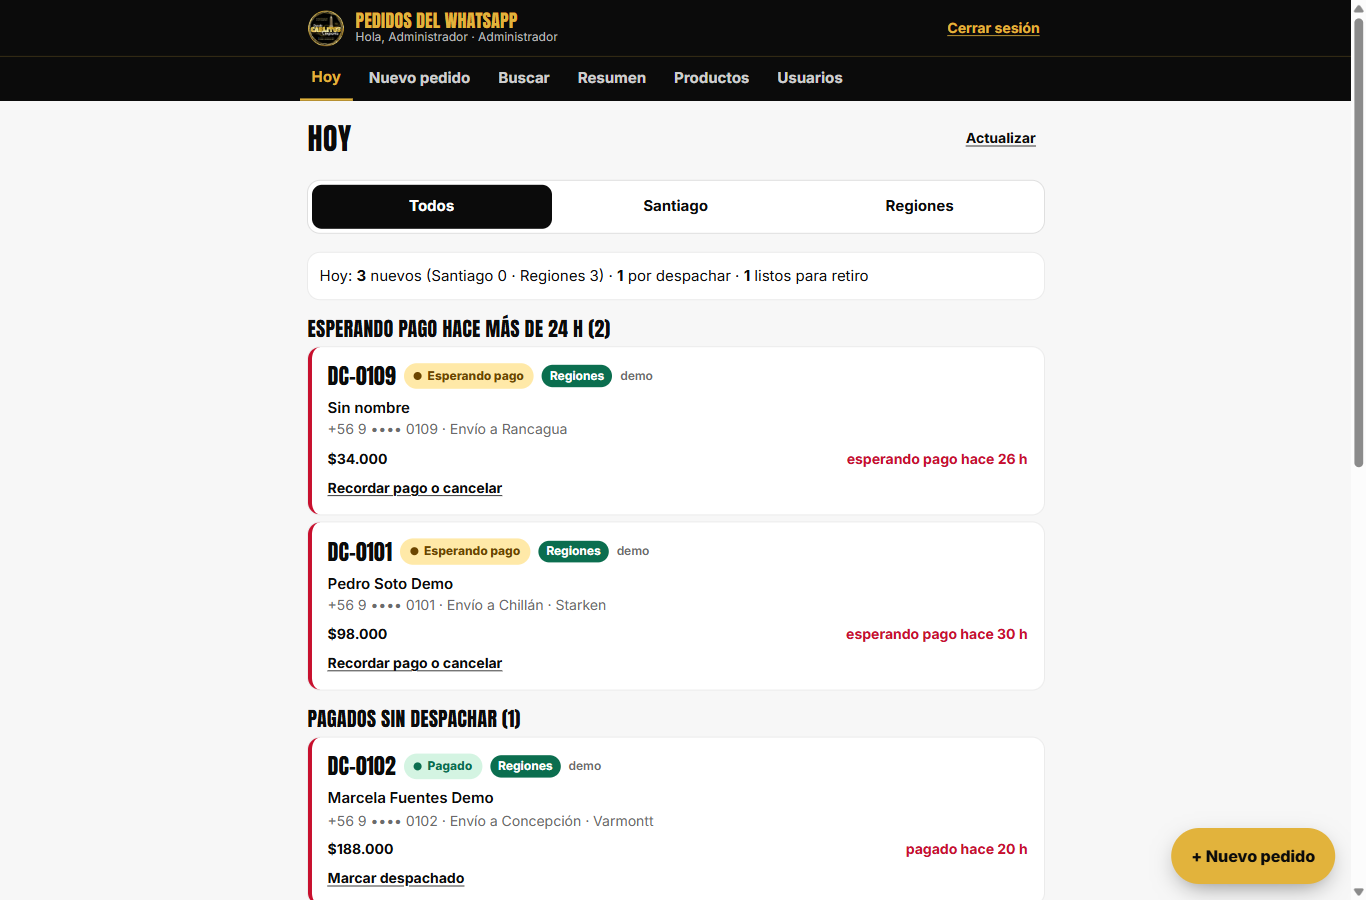 PEDIDOS DEL WHATSAPP
Hola, Administrador · Administrador
Cerrar sesión
Hoy Nuevo pedido Buscar Resumen Productos Usuarios
HOY
Actualizar
Todos Santiago Regiones
Hoy: 3 nuevos (Santiago 0 · Regiones 3) · 1 por despachar · 1 listos para retiro
ESPERANDO PAGO HACE MÁS DE 24 H (2)
DC-0109 Esperando pago Regiones demo
Sin nombre
+56 9 •••• 0109 · Envío a Rancagua
$34.000 esperando pago hace 26 h
Recordar pago o cancelar
DC-0101 Esperando pago Regiones demo
Pedro Soto Demo
+56 9 •••• 0101 · Envío a Chillán · Starken
$98.000 esperando pago hace 30 h
Recordar pago o cancelar
PAGADOS SIN DESPACHAR (1)
DC-0102 Pagado Regiones demo
Marcela Fuentes Demo
+56 9 •••• 0102 · Envío a Concepción · Varmontt
$188.000 pagado hace 20 h
Marcar despachado
+ Nuevo pedido